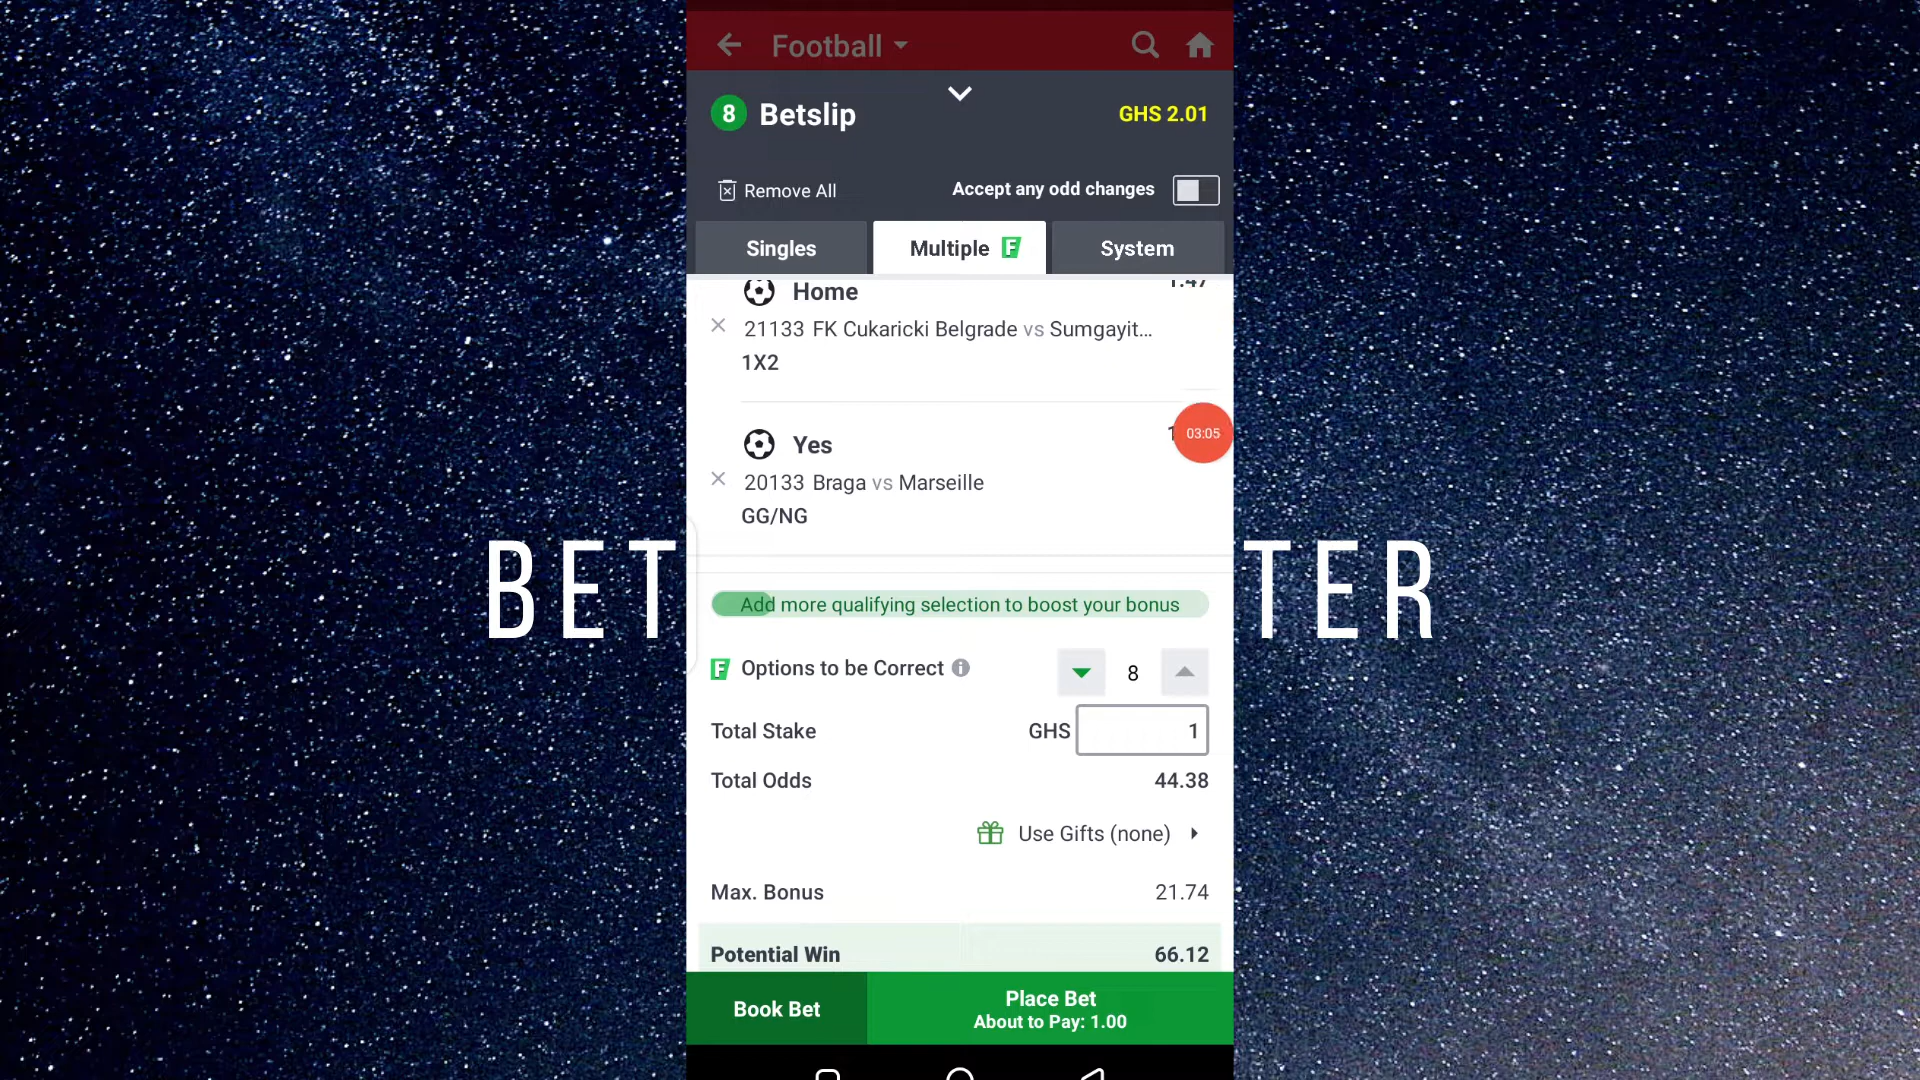 Football
8 Betslip GHS 2.01
Remove All Accept any odd changes
Singles Multiple F System
Home 1.47
21133 FK Cukaricki Belgrade vs Sumgayit...
1X2
Yes 03:05
20133 Braga vs Marseille
GG/NG
BET TER
Add more qualifying selection to boost your bonus
F Options to be Correct i 8
Total Stake GHS 1
Total Odds 44.38
Use Gifts (none)
Max. Bonus 21.74
Potential Win 66.12
Book Bet Place Bet
About to Pay: 1.00